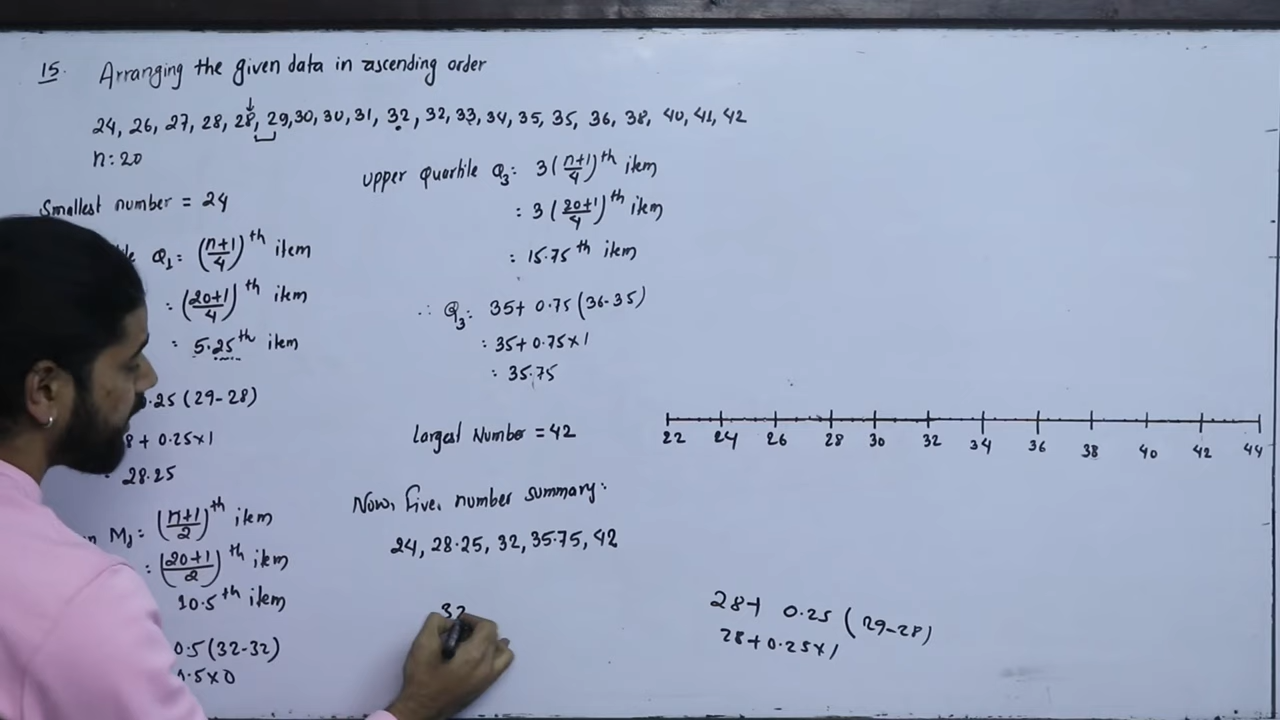 15. Arranging the given data in ascending order
24, 26, 27, 28, 28, 29, 30, 30, 31, 32, 32, 33, 34, 35, 35, 36, 38, 40, 41, 42
n = 20
Smallest number = 24
Q₁ = (n+1/4)th item
= (20+1/4)th item
= 5.25th item
.25 (29-28)
8 + 0.25×1
28.25
Md = (n+1/2)th item
= (20+1/2)th item
10.5th item
0.5 (32-32)
0.5×0
Upper quartile Q₃ = 3(n+1/4)th item
= 3(20+1/4)th item
= 15.75th item
∴ Q₃ = 35+ 0.75 (36-35)
= 35+0.75×1
= 35.75
Largest Number = 42
Now, Five number summary:
24, 28.25, 32, 35.75, 42
32
22 24 26 28 30 32 34 36 38 40 42 44
28+ 0.25 (29-28)
28+0.25×1